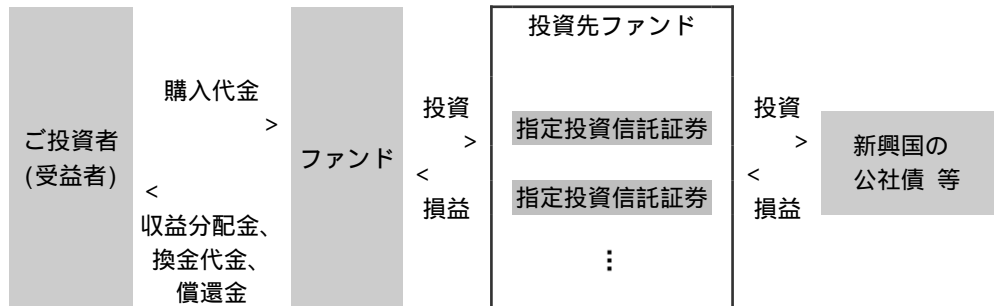 投資先ファンド
ご投資者
(受益者)
購入代金
>
<
収益分配金、
換金代金、
償還金
ファンド
投資
>
<
損益
指定投資信託証券
指定投資信託証券
⋮
投資
>
<
損益
新興国の
公社債 等